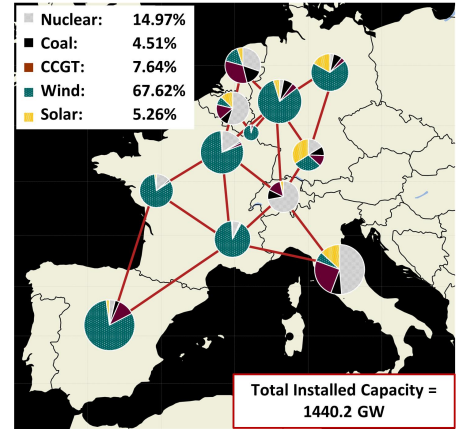 Nuclear: 14.97%
Coal: 4.51%
CCGT: 7.64%
Wind: 67.62%
Solar: 5.26%
Total Installed Capacity =
1440.2 GW